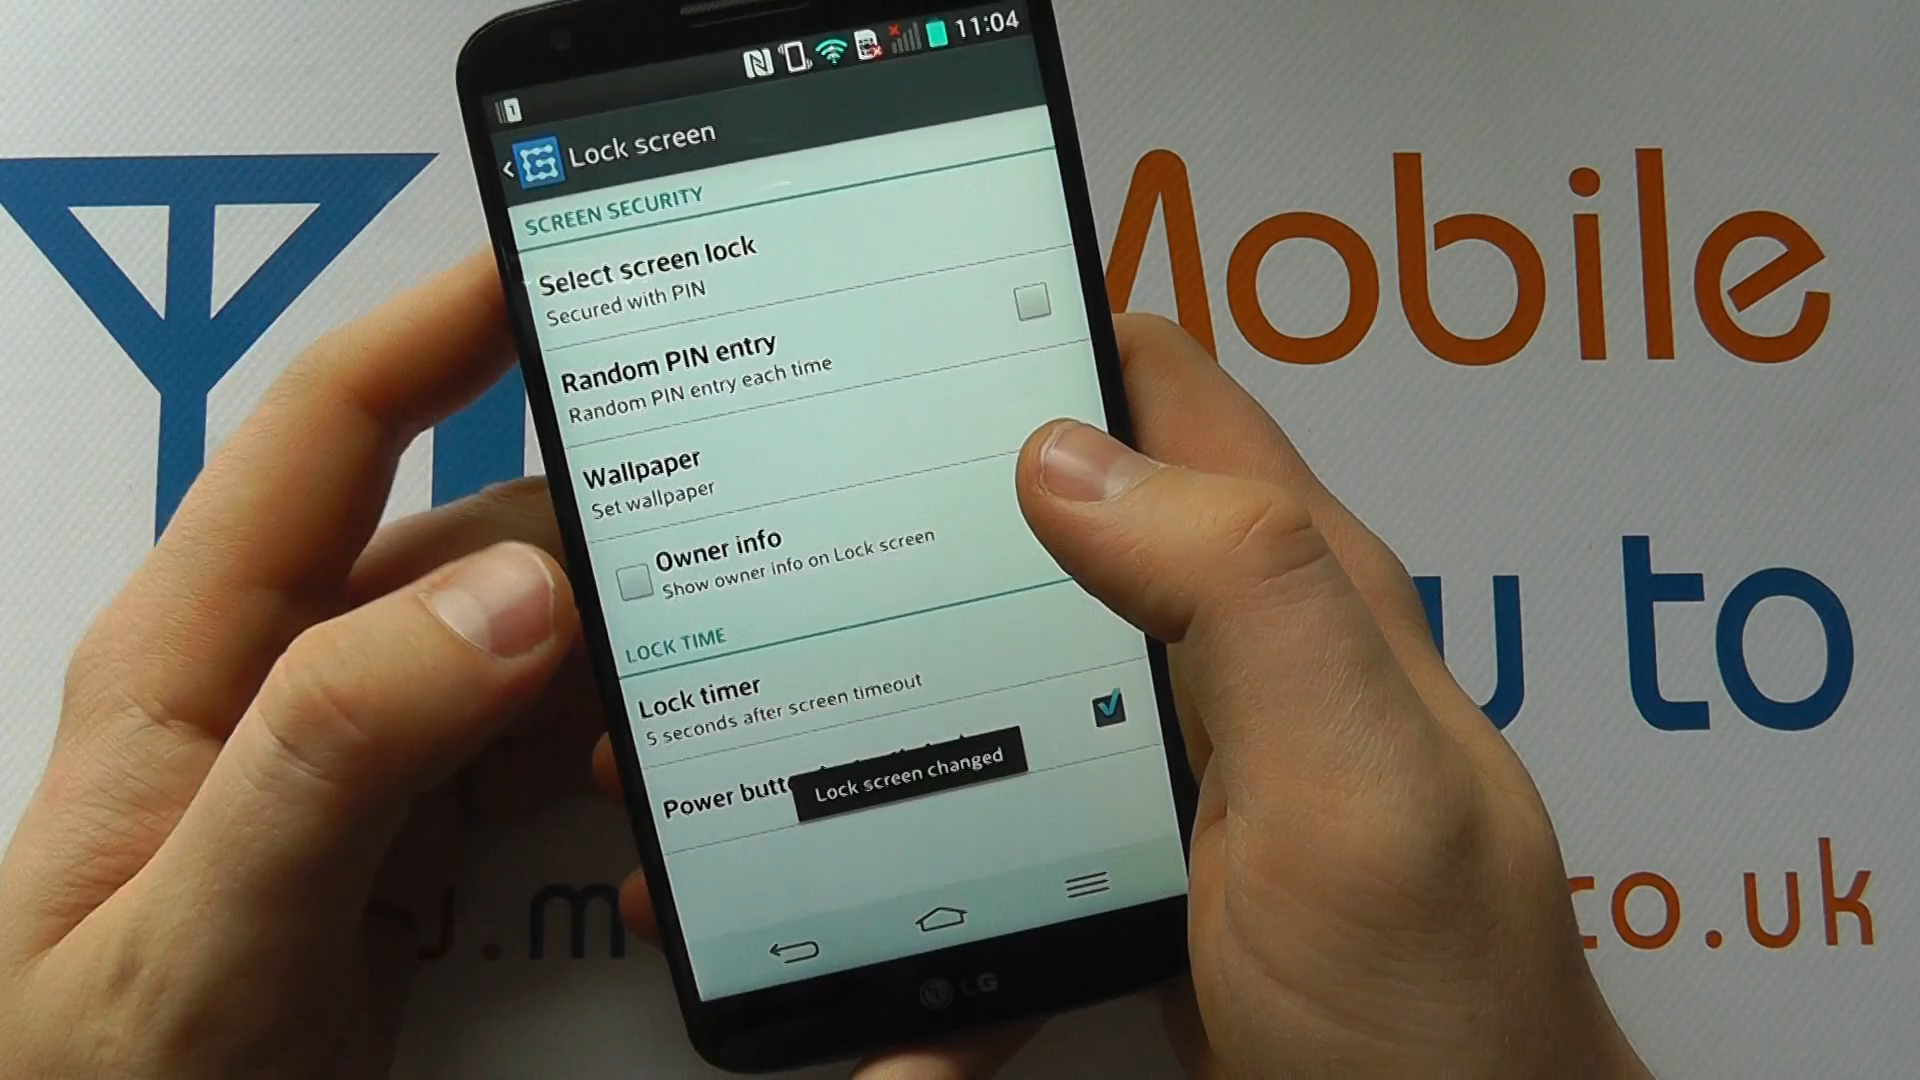 11:04
Lock screen
SCREEN SECURITY
Select screen lock
Secured with PIN
Random PIN entry
Random PIN entry each time
Wallpaper
Set wallpaper
Owner info
Show owner info on Lock screen
LOCK TIME
Lock timer
5 seconds after screen timeout
Power
Lock screen changed
LG
Mobile
to
.co.uk